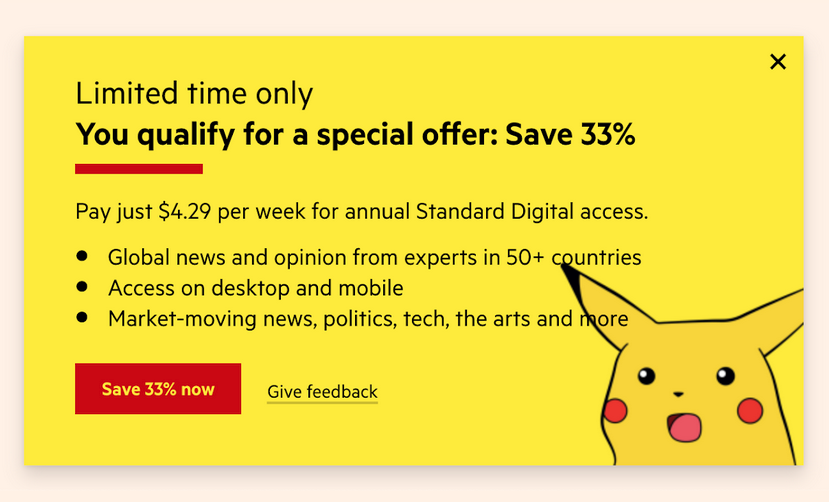 Limited time only
You qualify for a special offer: Save 33%
Pay just $4.29 per week for annual Standard Digital access.
Global news and opinion from experts in 50+ countries
Access on desktop and mobile
Market-moving news, politics, tech, the arts and more
Save 33% now
Give feedback